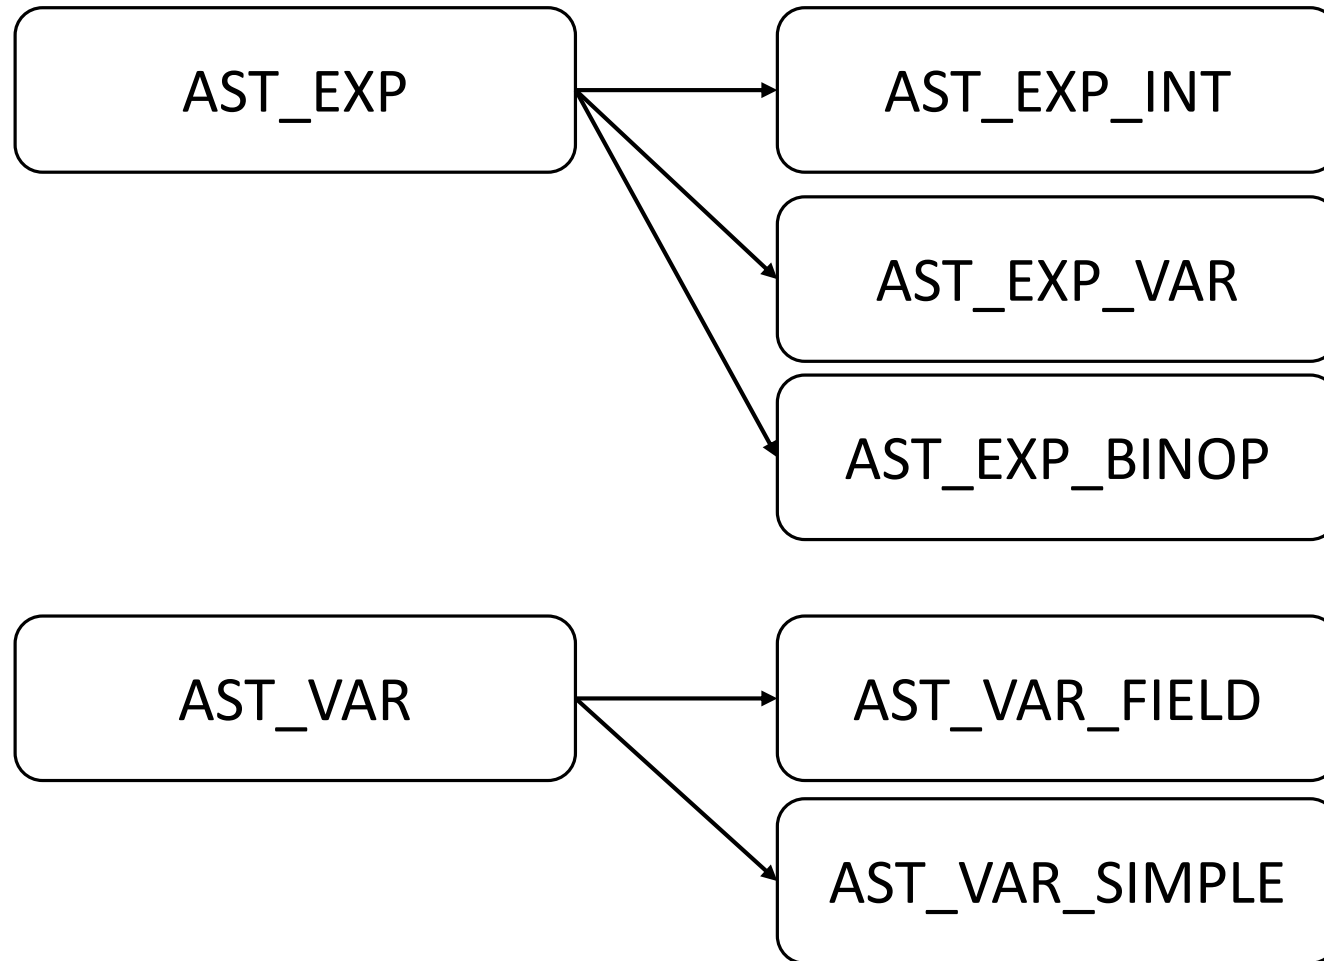 AST_EXP
AST_EXP_INT
AST_EXP_VAR
AST_EXP_BINOP
AST_VAR
AST_VAR_FIELD
AST_VAR_SIMPLE